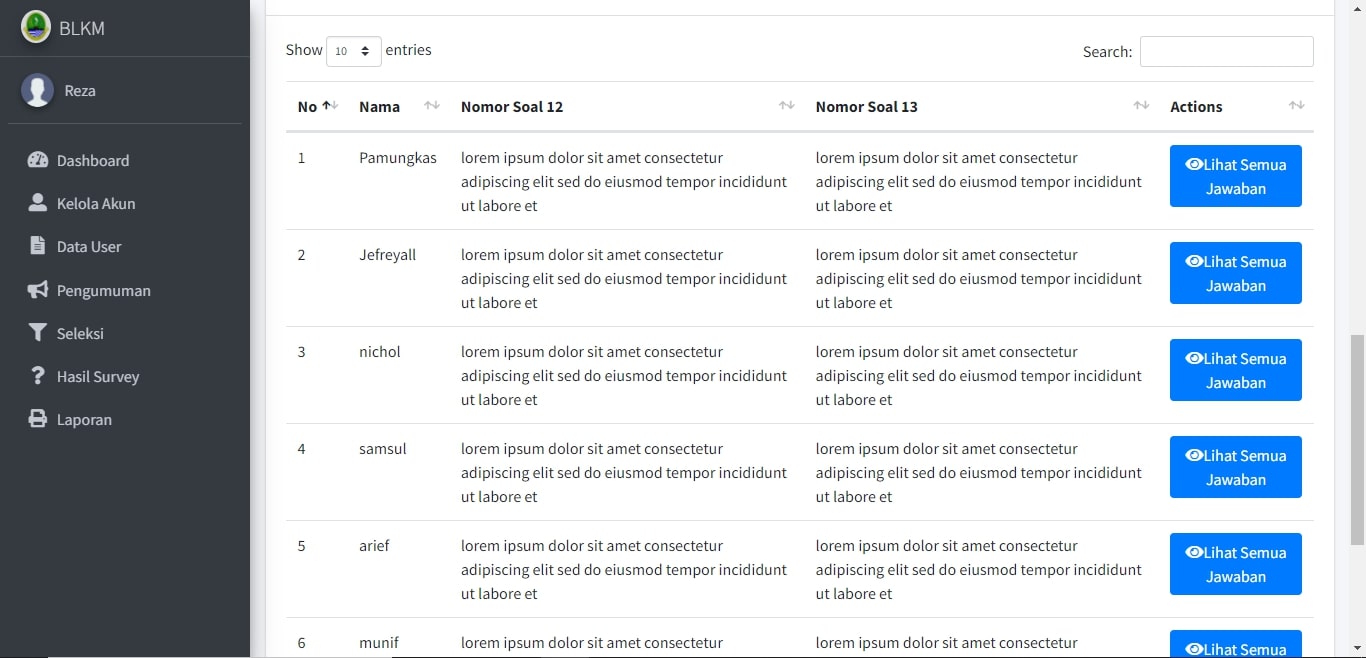 BLKM
Reza
Dashboard
Kelola Akun
Data User
Pengumuman
Seleksi
Hasil Survey
Laporan
Show 10 entries
Search:
No Nama Nomor Soal 12 Nomor Soal 13 Actions
1 Pamungkas lorem ipsum dolor sit amet consectetur lorem ipsum dolor sit amet consectetur Lihat Semua
adipiscing elit sed do eiusmod tempor incididunt adipiscing elit sed do eiusmod tempor incididunt Jawaban
ut labore et ut labore et
2 Jefreyall lorem ipsum dolor sit amet consectetur lorem ipsum dolor sit amet consectetur Lihat Semua
adipiscing elit sed do eiusmod tempor incididunt adipiscing elit sed do eiusmod tempor incididunt Jawaban
ut labore et ut labore et
3 nichol lorem ipsum dolor sit amet consectetur lorem ipsum dolor sit amet consectetur Lihat Semua
adipiscing elit sed do eiusmod tempor incididunt adipiscing elit sed do eiusmod tempor incididunt Jawaban
ut labore et ut labore et
4 samsul lorem ipsum dolor sit amet consectetur lorem ipsum dolor sit amet consectetur Lihat Semua
adipiscing elit sed do eiusmod tempor incididunt adipiscing elit sed do eiusmod tempor incididunt Jawaban
ut labore et ut labore et
5 arief lorem ipsum dolor sit amet consectetur lorem ipsum dolor sit amet consectetur Lihat Semua
adipiscing elit sed do eiusmod tempor incididunt adipiscing elit sed do eiusmod tempor incididunt Jawaban
ut labore et ut labore et
6 munif lorem ipsum dolor sit amet consectetur lorem ipsum dolor sit amet consectetur Lihat Semua